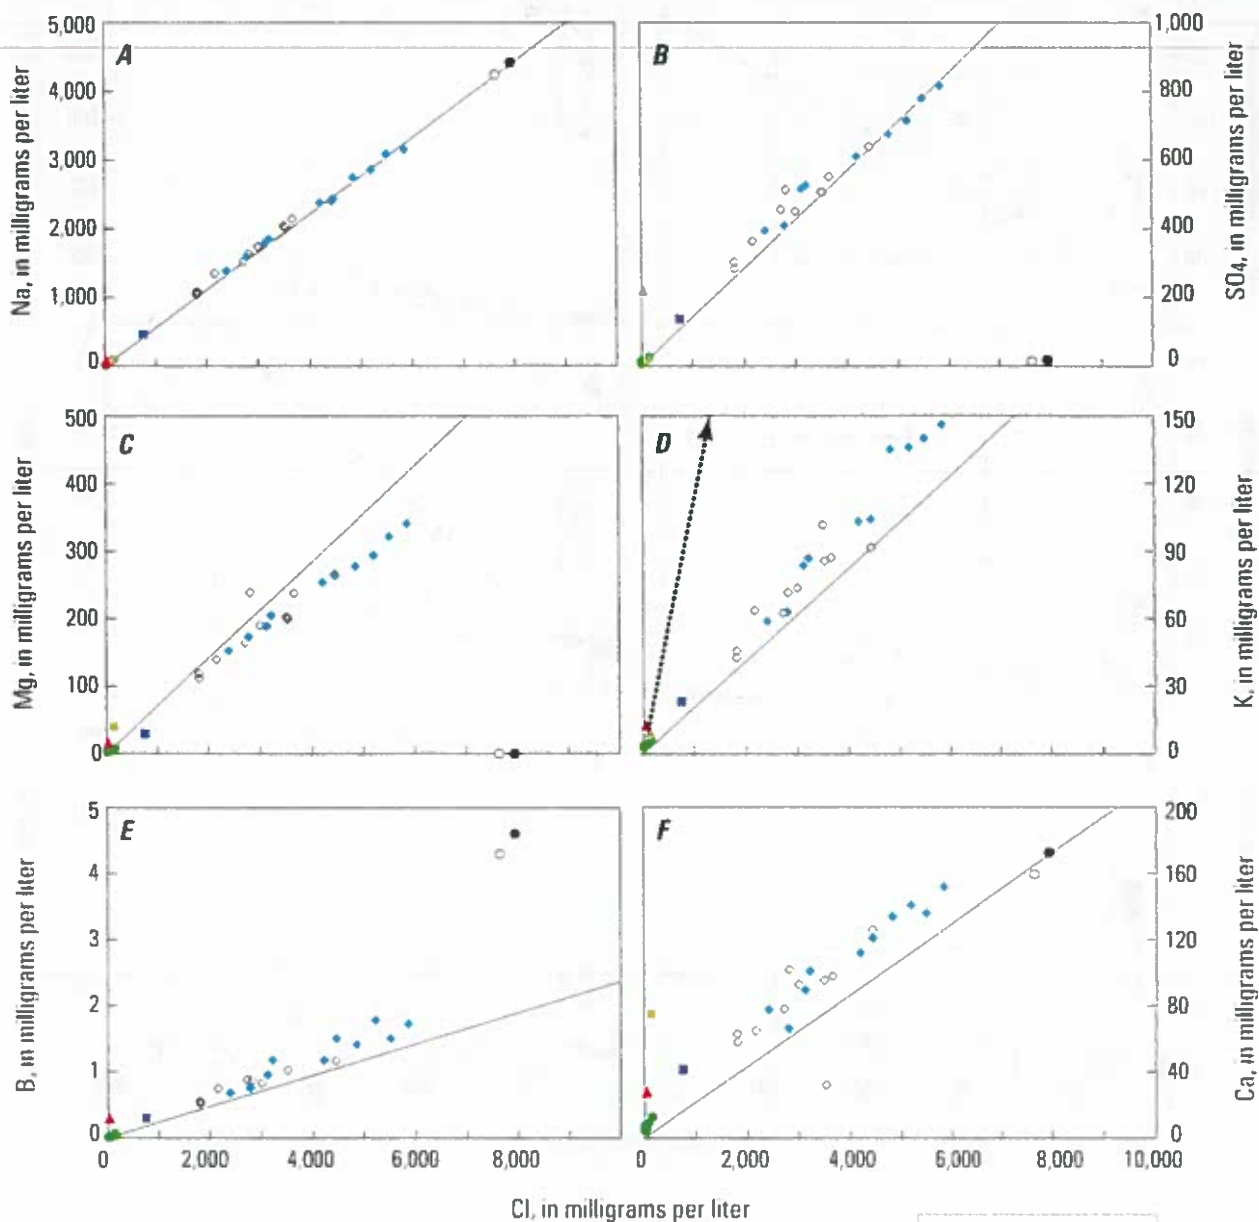 A
5,000
4,000
3,000
2,000
1,000
0
Na, in milligrams per liter
B
1,000
800
600
400
200
0
SO4, in milligrams per liter
C
500
400
300
200
100
0
Mg, in milligrams per liter
D
150
120
90
60
30
0
K, in milligrams per liter
E
5
4
3
2
1
0
B, in milligrams per liter
0 2,000 4,000 6,000 8,000
F
200
160
120
80
40
0
Ca, in milligrams per liter
0 2,000 4,000 6,000 8,000 10,000
Cl, in milligrams per liter